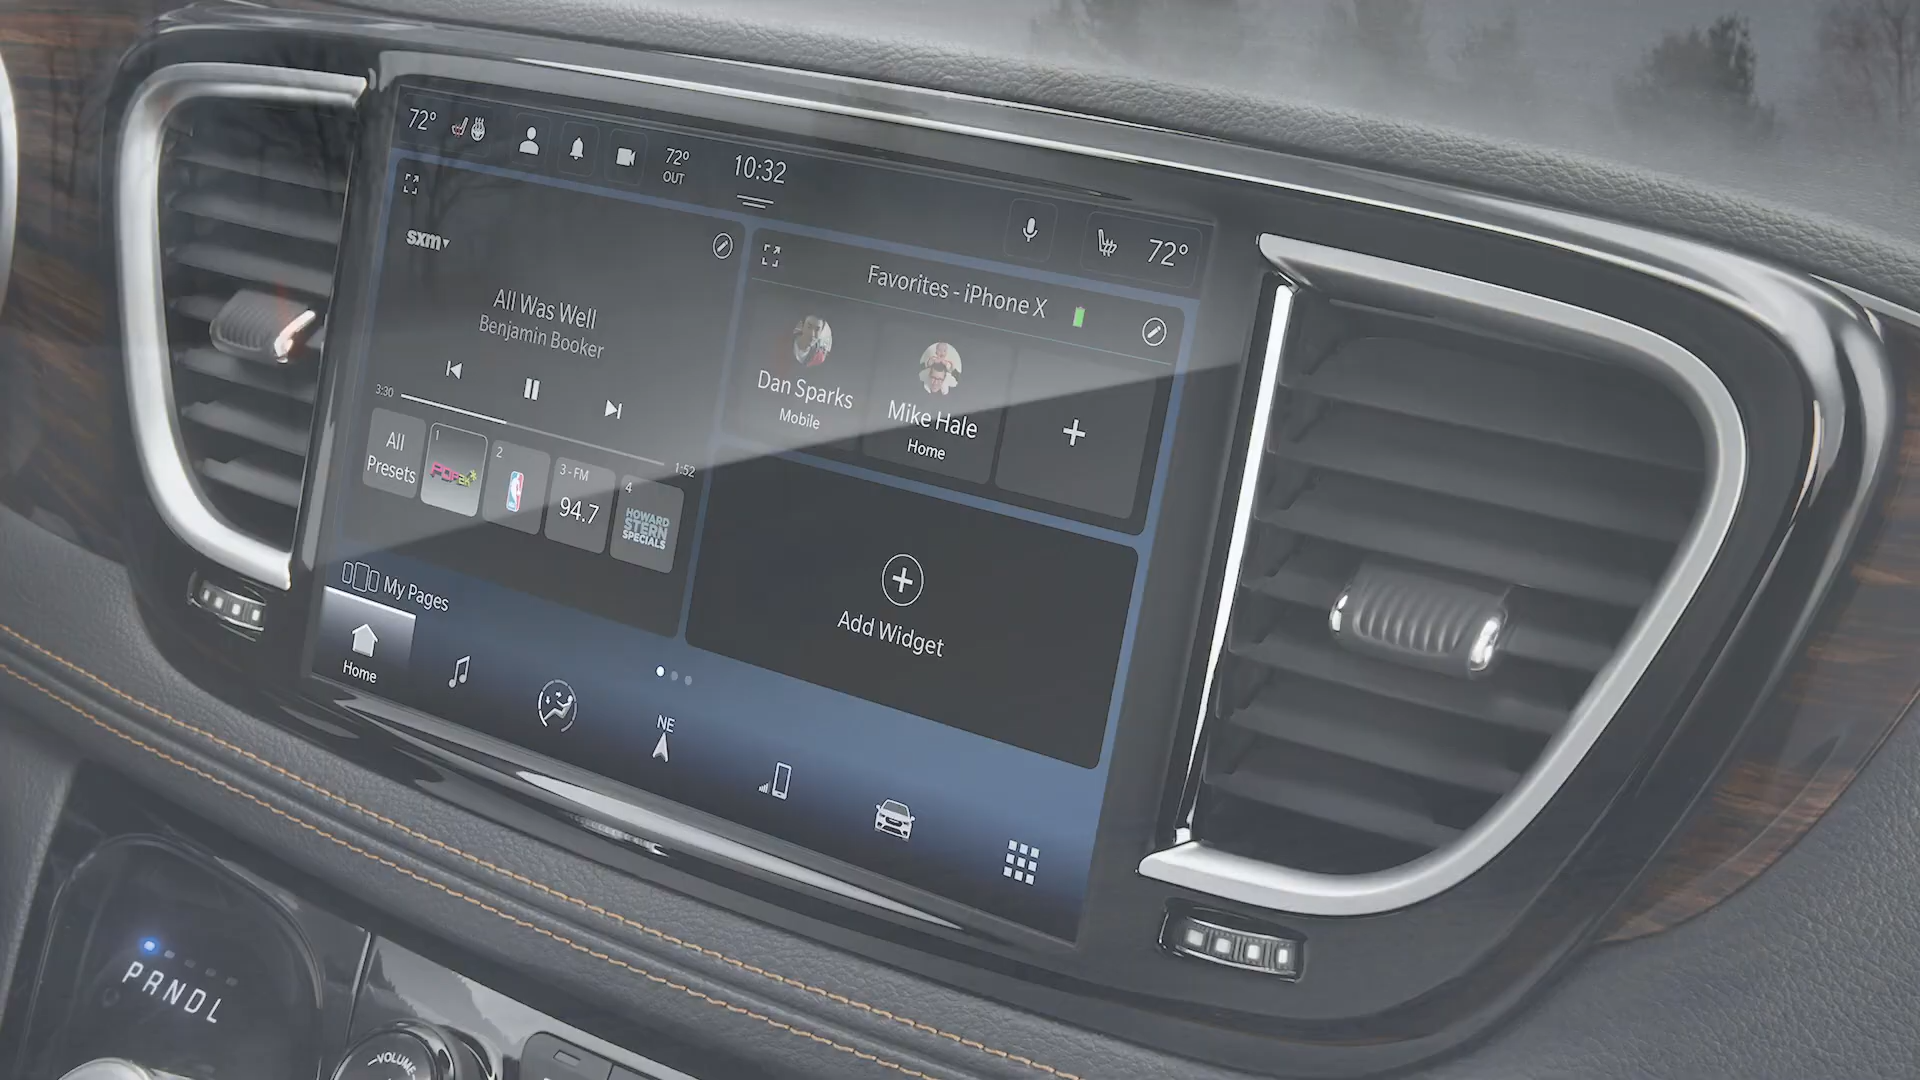 72°
72°
OUT
10:32
72°
sxm
All Was Well
Benjamin Booker
3:30
1:52
All
Presets
1
POP2K
2
3 - FM
94.7
4
HOWARD
STERN
SPECIALS
Favorites - iPhone X
Dan Sparks
Mobile
Mike Hale
Home
+
Add Widget
My Pages
Home
NE
PRNDL
VOLUME